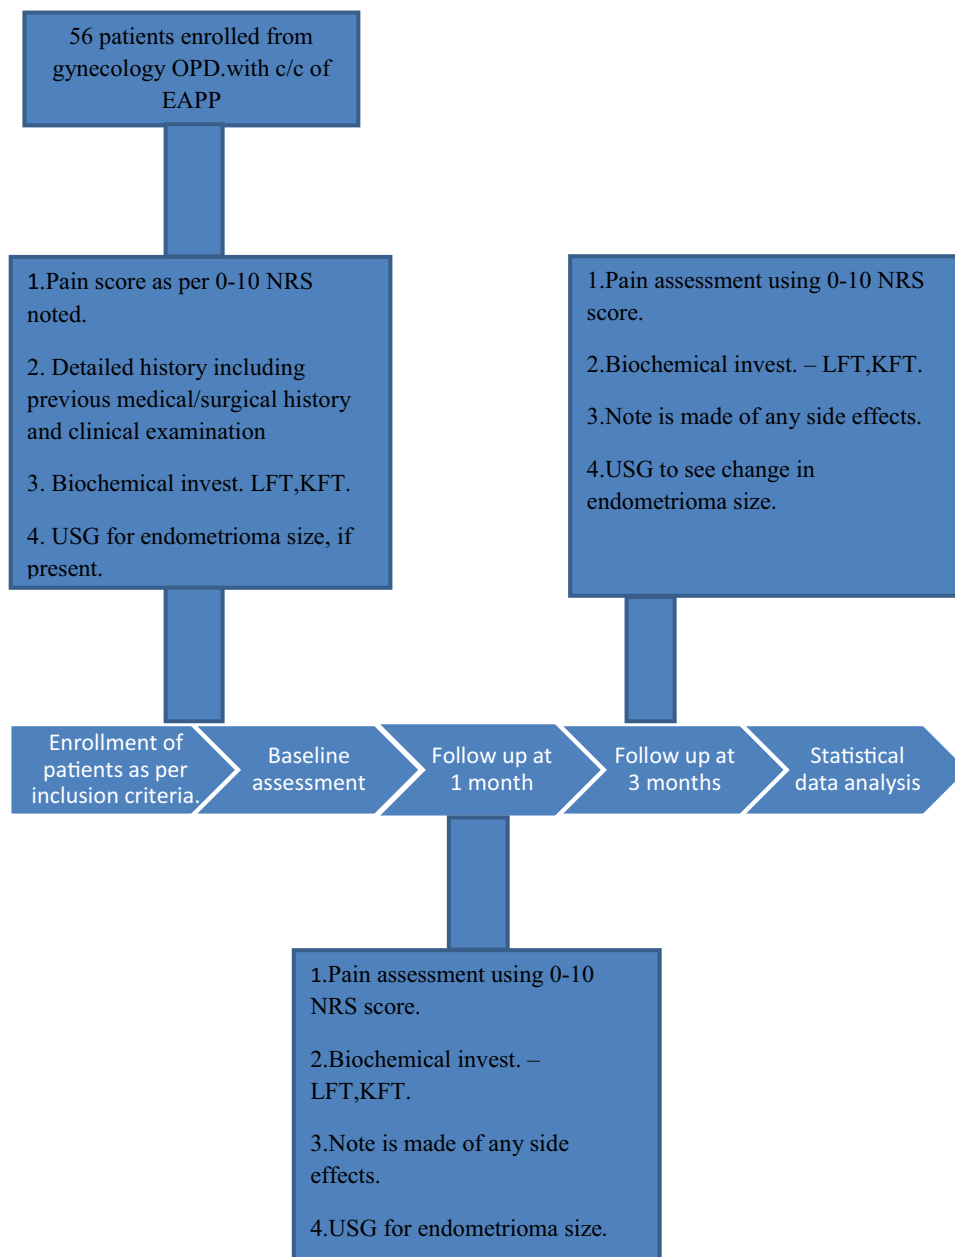 56 patients enrolled from
gynecology OPD.with c/c of
EAPP
1.Pain score as per 0-10 NRS
noted.
2. Detailed history including
previous medical/surgical history
and clinical examination
3. Biochemical invest. LFT,KFT.
4. USG for endometrioma size, if
present.
1.Pain assessment using 0-10 NRS
score.
2.Biochemical invest. – LFT,KFT.
3.Note is made of any side effects.
4.USG to see change in
endometrioma size.
Enrollment of
patients as per
inclusion criteria.
Baseline
assessment
Follow up at
1 month
Follow up at
3 months
Statistical
data analysis
1.Pain assessment using 0-10
NRS score.
2.Biochemical invest. –
LFT,KFT.
3.Note is made of any side
effects.
4.USG for endometrioma size.